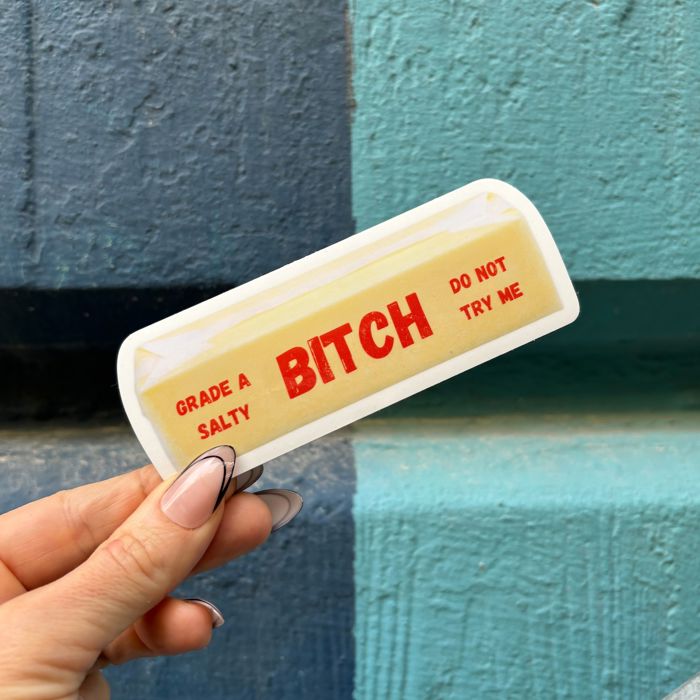 GRADE A
SALTY
BITCH
DO NOT
TRY ME